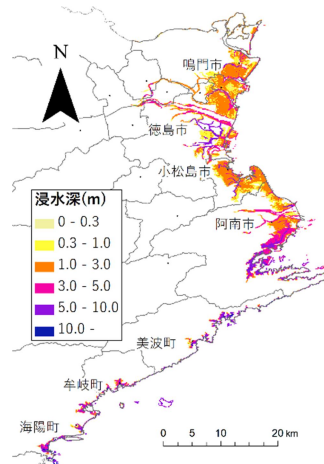 N
鳴門市
徳島市
小松島市
浸水深(m)
阿南市
0 - 0.3
0.3 - 1.0
1.0 - 3.0
3.0 - 5.0
5.0 - 10.0
10.0 -
美波町
牟岐町
海陽町
0 5 10 20 km